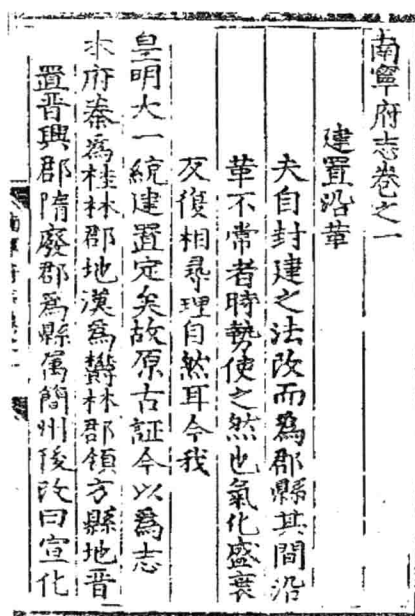 南寧府志卷之一
建置沿革
夫自封建之法改而為郡縣其間沿
革不常者時勢使之然也氣化盛衰
反復相尋理自然耳今我
皇明大一統建置定矣故原古証今以為志
本府秦為桂林郡地漢為欝林郡領方縣地晋
置晋興郡隋廢郡為縣属簡州後改曰宣化